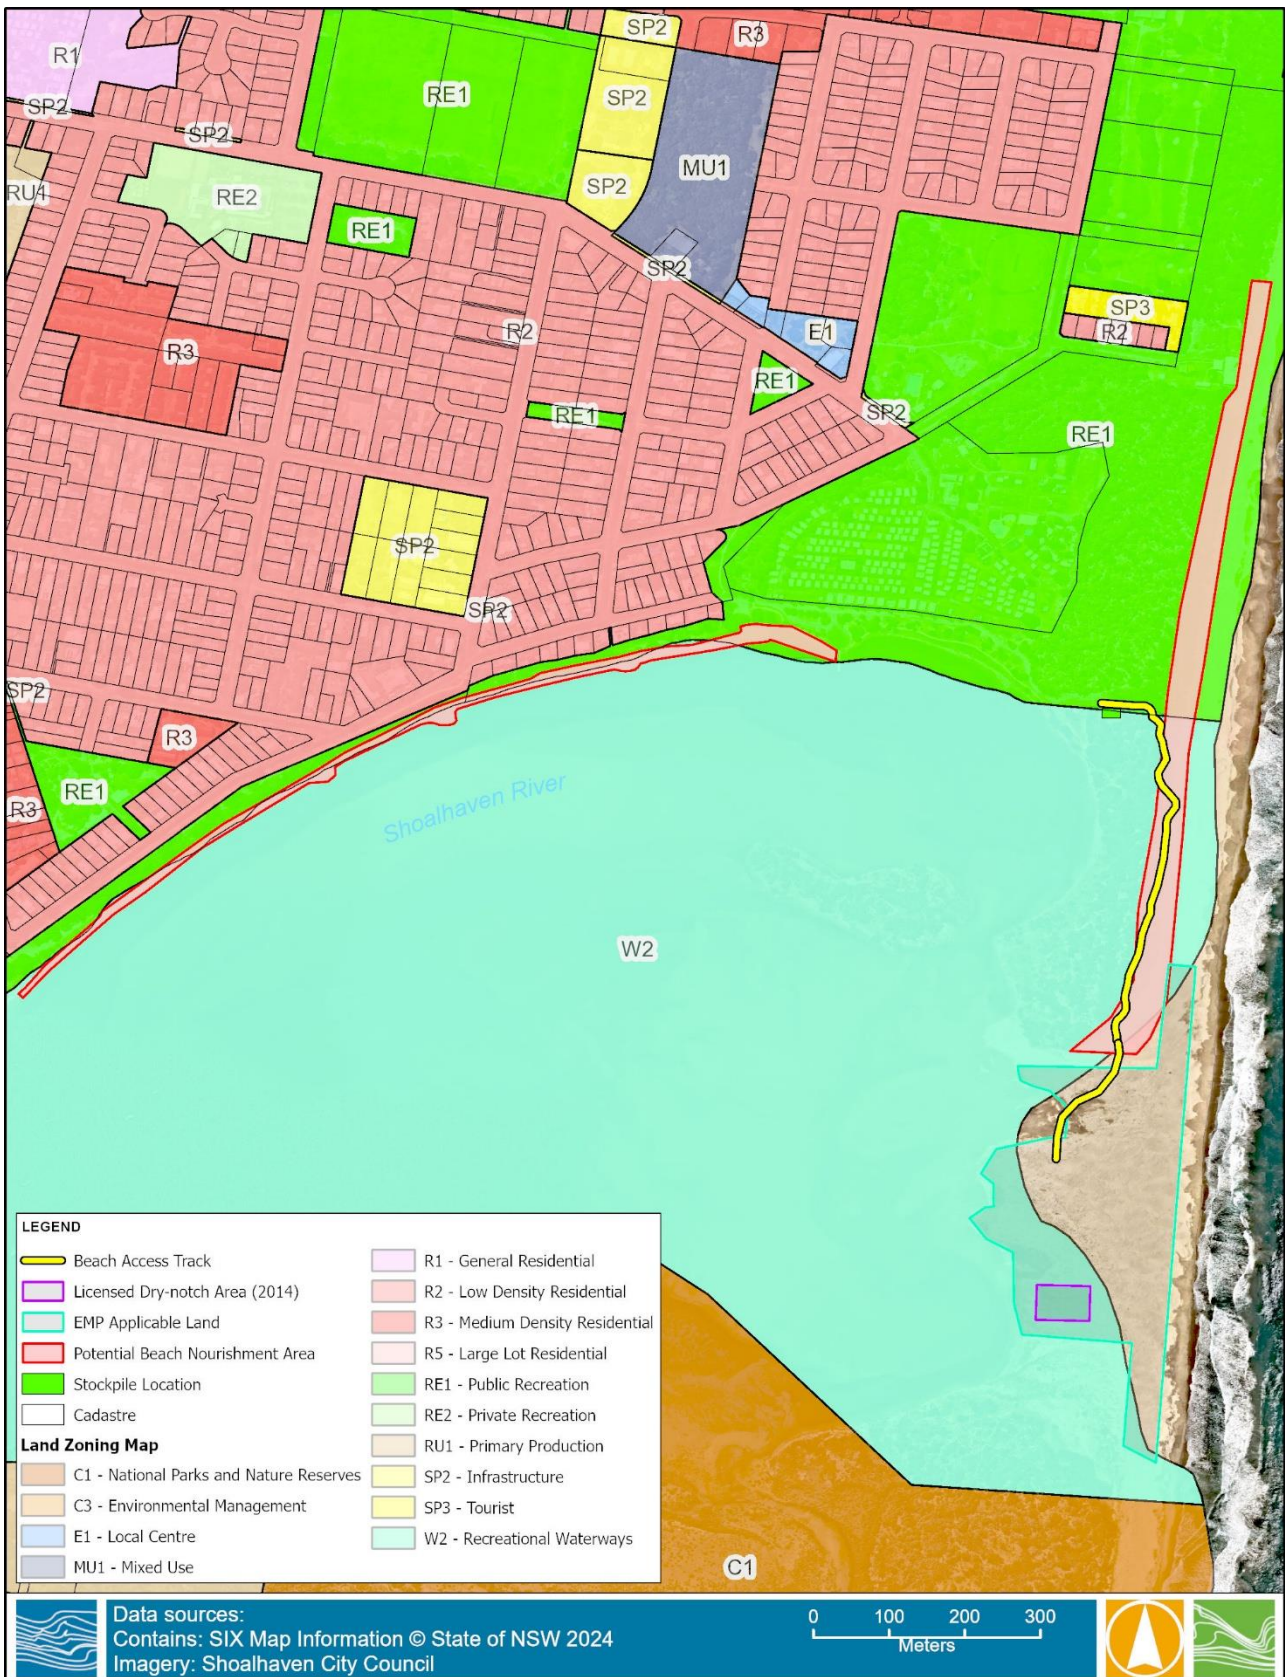 SP2
R3
R1
RE1
SP2
SP2
SP2
MU1
SP2
RU1
RE2
RE1
SP2
SP3
R2
E1
R2
R3
RE1
RE1
SP2
RE1
SP2
SP2
SP2
R3
RE1
R3
Shoalhaven River
W2
LEGEND
Beach Access Track
Licensed Dry-notch Area (2014)
EMP Applicable Land
Potential Beach Nourishment Area
Stockpile Location
Cadastre
Land Zoning Map
C1 - National Parks and Nature Reserves
C3 - Environmental Management
E1 - Local Centre
MU1 - Mixed Use
R1 - General Residential
R2 - Low Density Residential
R3 - Medium Density Residential
R5 - Large Lot Residential
RE1 - Public Recreation
RE2 - Private Recreation
RU1 - Primary Production
SP2 - Infrastructure
SP3 - Tourist
W2 - Recreational Waterways
C1
Data sources:
Contains: SIX Map Information © State of NSW 2024
Imagery: Shoalhaven City Council
0 100 200 300
Meters